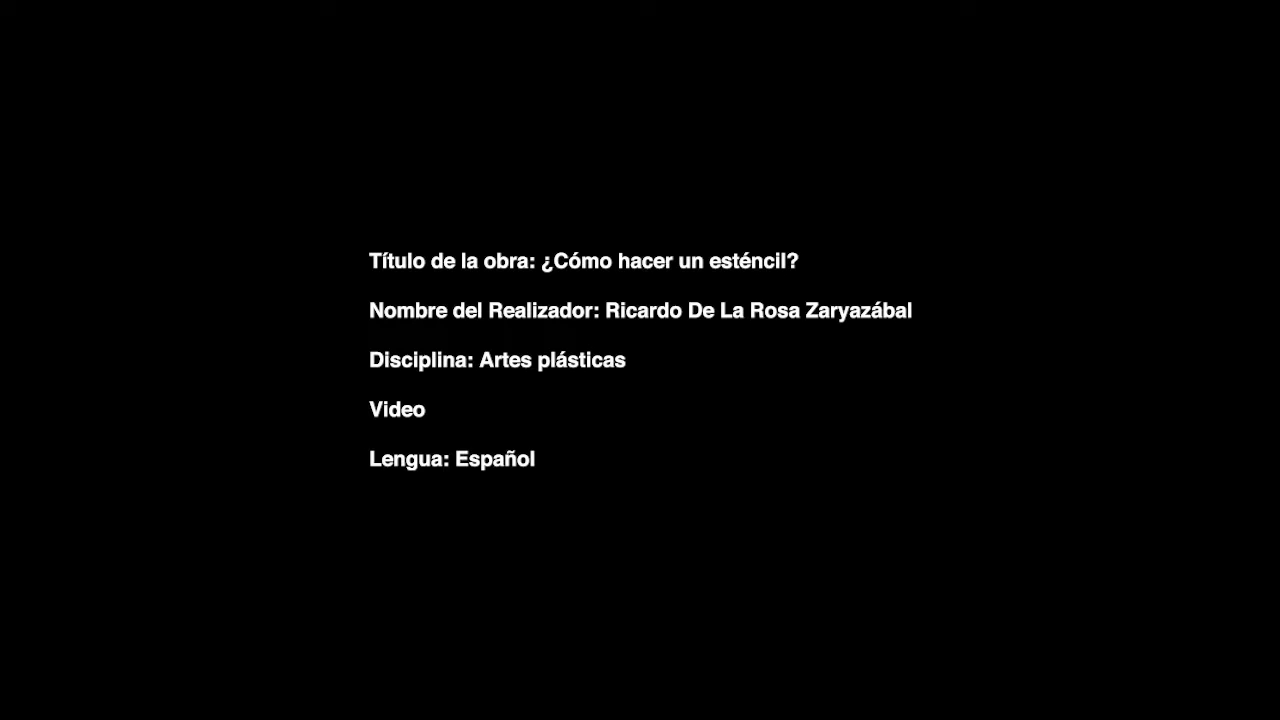 Título de la obra: ¿Cómo hacer un esténcil?
Nombre del Realizador: Ricardo De La Rosa Zaryazábal
Disciplina: Artes plásticas
Video
Lengua: Español